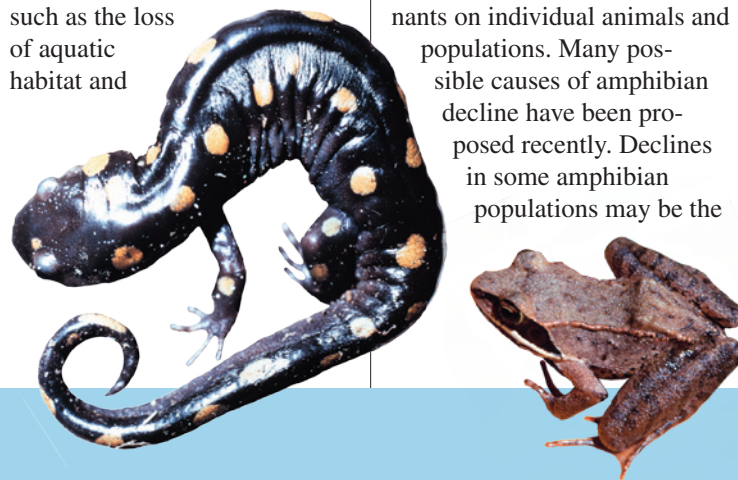 such as the loss
of aquatic
habitat and
nants on individual animals and
populations. Many pos-
sible causes of amphibian
decline have been pro-
posed recently. Declines
in some amphibian
populations may be the